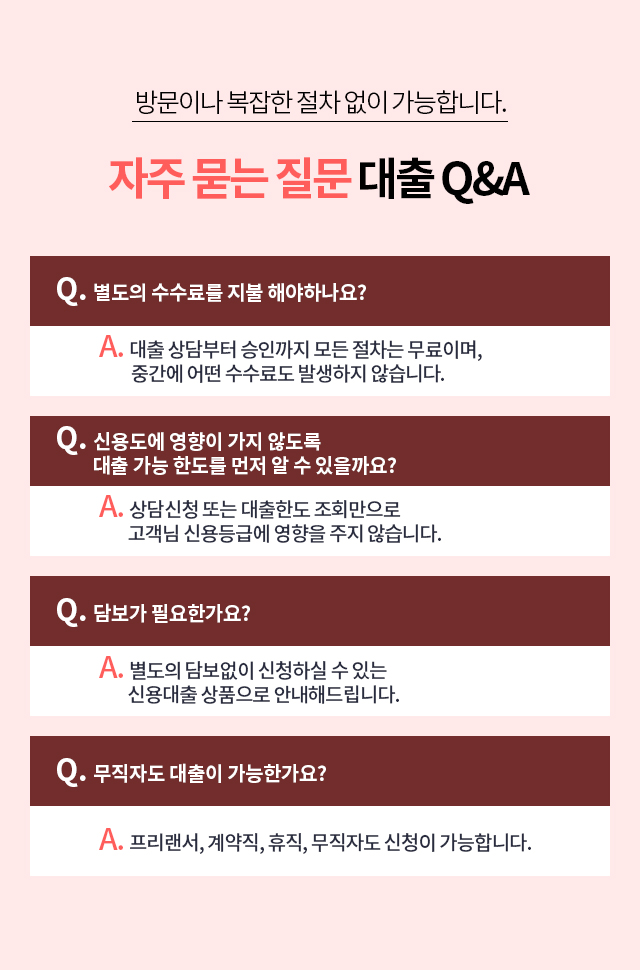 방문이나 복잡한 절차 없이 가능합니다.
자주 묻는 질문 대출 Q&A
Q. 별도의 수수료를 지불 해야하나요?
A. 대출 상담부터 승인까지 모든 절차는 무료이며,
중간에 어떤 수수료도 발생하지 않습니다.
Q. 신용도에 영향이 가지 않도록
대출 가능 한도를 먼저 알 수 있을까요?
A. 상담신청 또는 대출한도 조회만으로
고객님 신용등급에 영향을 주지 않습니다.
Q. 담보가 필요한가요?
A. 별도의 담보없이 신청하실 수 있는
신용대출 상품으로 안내해드립니다.
Q. 무직자도 대출이 가능한가요?
A. 프리랜서, 계약직, 휴직, 무직자도 신청이 가능합니다.